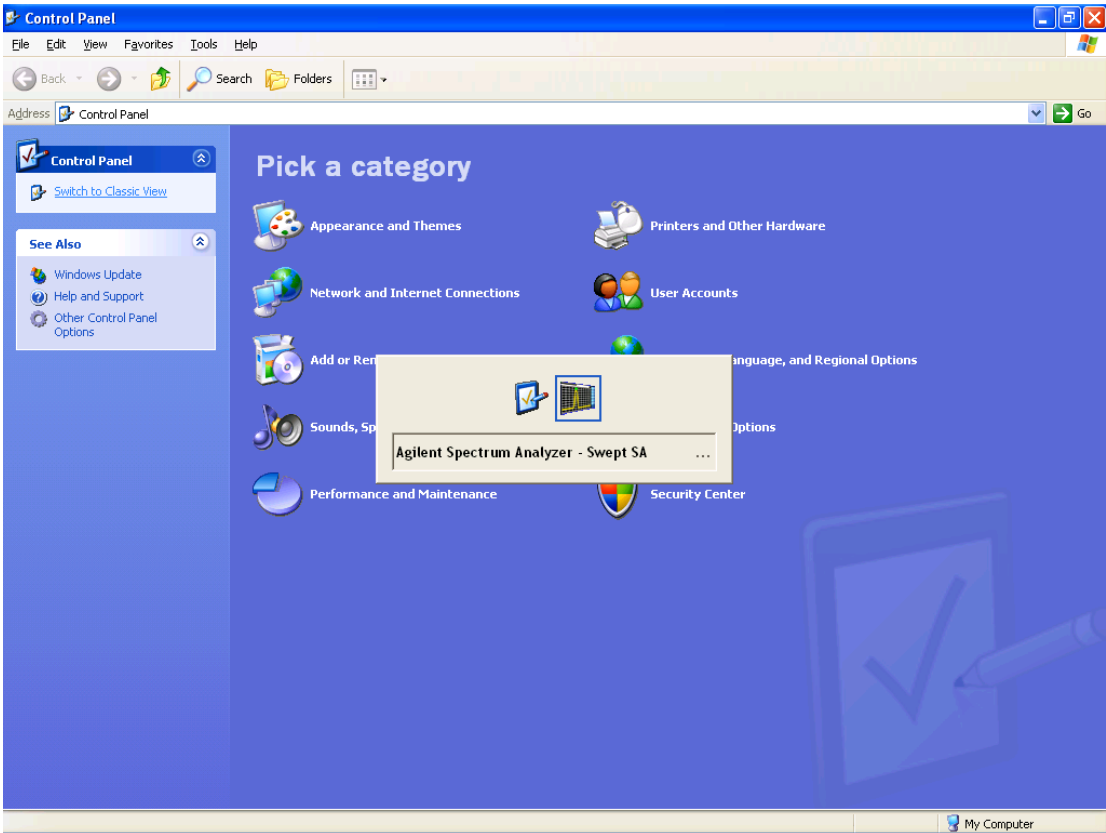 Control Panel
File Edit View Favorites Tools Help
Back Search Folders
Address Control Panel Go
Control Panel
Switch to Classic View
See Also
Windows Update
Help and Support
Other Control Panel
Options
Pick a category
Appearance and Themes
Printers and Other Hardware
Network and Internet Connections
User Accounts
Add or
anguage, and Regional Options
Sounds, Sp
Options
Agilent Spectrum Analyzer - Swept SA ...
Performance and Maintenance
Security Center
My Computer